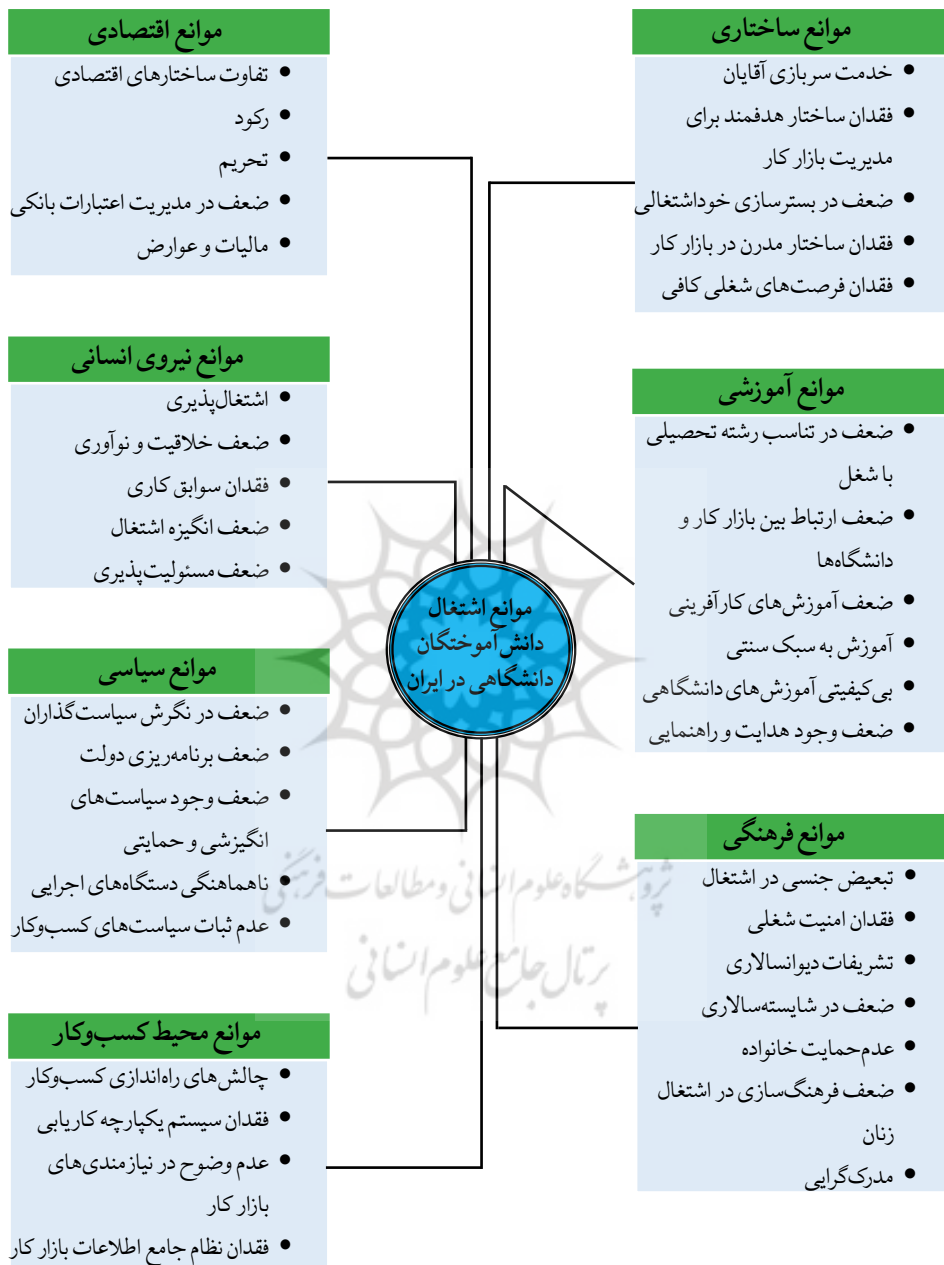 موانع ساختاری
● خدمت سربازی آقایان
● فقدان ساختار هدفمند برای
مدیریت بازار کار
● ضعف در بسترسازی خوداشتغالی
● فقدان ساختار مدرن در بازار کار
● فقدان فرصت‌های شغلی کافی
موانع آموزشی
● ضعف در تناسب رشته تحصیلی
با شغل
● ضعف ارتباط بین بازار کار و
دانشگاه‌ها
● ضعف آموزش‌های کارآفرینی
● آموزش به سبک سنتی
● بی‌کیفیتی آموزش‌های دانشگاهی
● ضعف وجود هدایت و راهنمایی
موانع فرهنگی
● تبعیض جنسی در اشتغال
● فقدان امنیت شغلی
● تشریفات دیوانسالاری
● ضعف در شایسته‌سالاری
● عدم‌حمایت خانواده
● ضعف فرهنگ‌سازی در اشتغال
زنان
● مدرک‌گرایی
موانع اشتغال
دانش‌آموختگان
دانشگاهی در ایران
موانع اقتصادی
● تفاوت ساختارهای اقتصادی
● رکود
● تحریم
● ضعف در مدیریت اعتبارات بانکی
● مالیات و عوارض
موانع نیروی انسانی
● اشتغال‌پذیری
● ضعف خلاقیت و نوآوری
● فقدان سوابق کاری
● ضعف انگیزه اشتغال
● ضعف مسئولیت‌پذیری
موانع سیاسی
● ضعف در نگرش سیاست‌گذاران
● ضعف برنامه‌ریزی دولت
● ضعف وجود سیاست‌های
انگیزشی و حمایتی
● ناهماهنگی دستگاه‌های اجرایی
● عدم ثبات سیاست‌های کسب‌وکار
موانع محیط کسب‌وکار
● چالش‌های راه‌اندازی کسب‌وکار
● فقدان سیستم یکپارچه کاریابی
● عدم وضوح در نیازمندی‌های
بازار کار
● فقدان نظام جامع اطلاعات بازار کار
پژوهشگاه علوم انسانی و مطالعات فرهنگی
پرتال جامع علوم انسانی